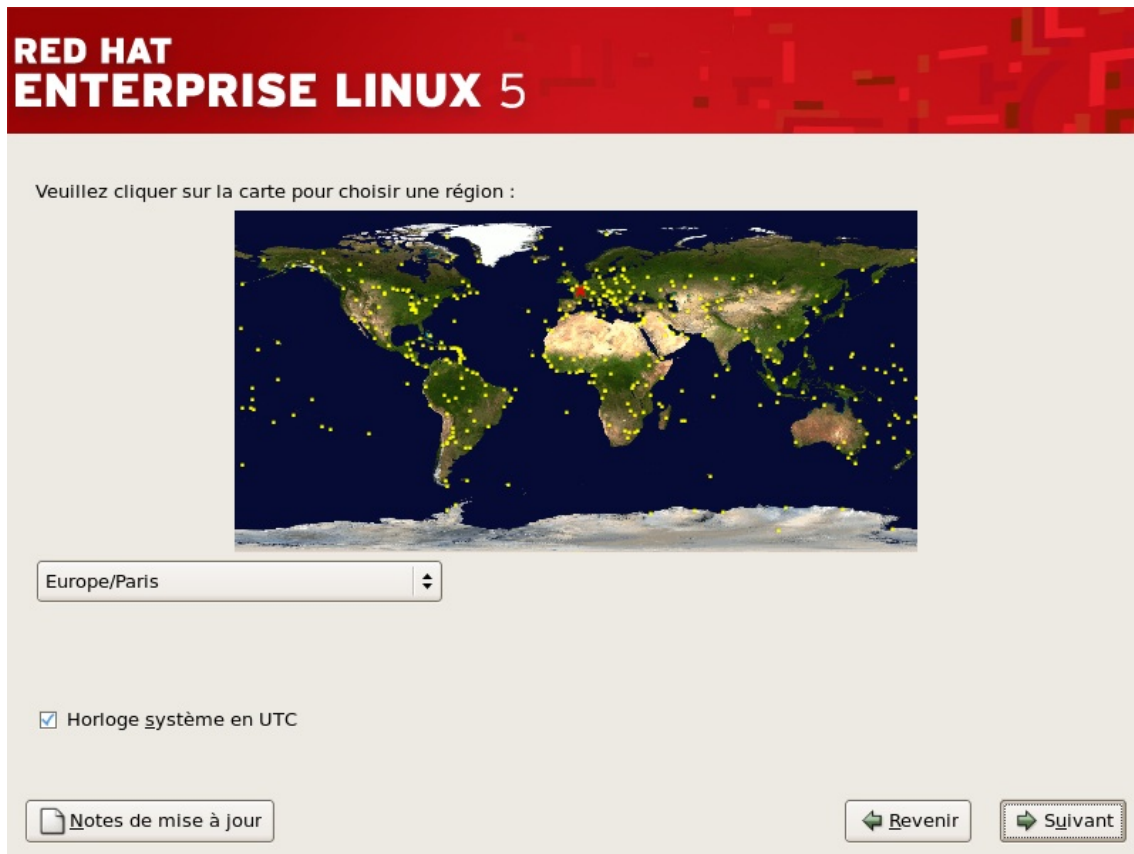 RED HAT
ENTERPRISE LINUX 5
Veuillez cliquer sur la carte pour choisir une région :
Europe/Paris
Horloge système en UTC
Notes de mise à jour
Revenir
Suivant